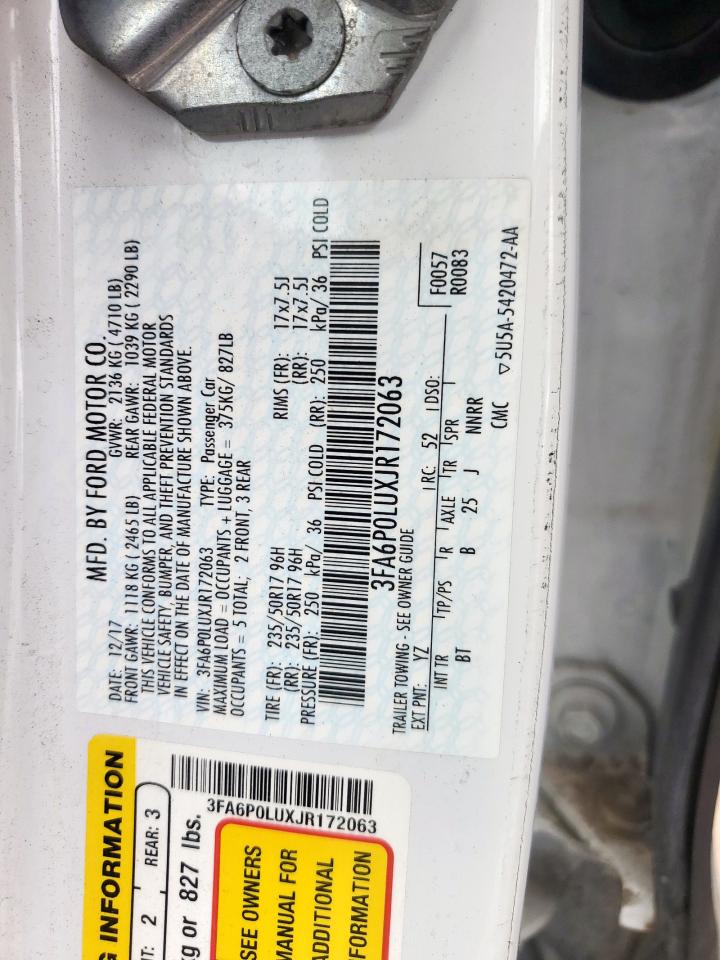 MFD. BY FORD MOTOR CO.
DATE: 12/17 GVWR: 2136 KG ( 4710 LB)
FRONT GAWR: 1118 KG ( 2465 LB) REAR GAWR: 1039 KG ( 2290 LB)
THIS VEHICLE CONFORMS TO ALL APPLICABLE FEDERAL MOTOR
VEHICLE SAFETY, BUMPER, AND THEFT PREVENTION STANDARDS
IN EFFECT ON THE DATE OF MANUFACTURE SHOWN ABOVE.
VIN: 3FA6P0LUXJR172063 TYPE: Passenger Car
MAXIMUM LOAD = OCCUPANTS + LUGGAGE = 375KG/ 827LB
OCCUPANTS = 5 TOTAL; 2 FRONT, 3 REAR
TIRE (FR): 235/50R17 96H RIMS (FR): 17x7.5J
(RR): 235/50R17 96H (RR): 17x7.5J
PRESSURE (FR): 250 kPa/ 36 PSI COLD (RR): 250 kPa/ 36 PSI COLD
3FA6P0LUXJR172063
TRAILER TOWING - SEE OWNER GUIDE
F0057
EXT PNT: YZ RC: 52 DSO: R0083
INT TR TP/PS R AXLE TR SPR
BT B 25 J NNRR
CMC ▽5U5A-5420472-AA
G INFORMATION
NT: 2 REAR: 3
kg or 827 lbs.
3FA6P0LUXJR172063
SEE OWNERS
MANUAL FOR
ADDITIONAL
FORMATION